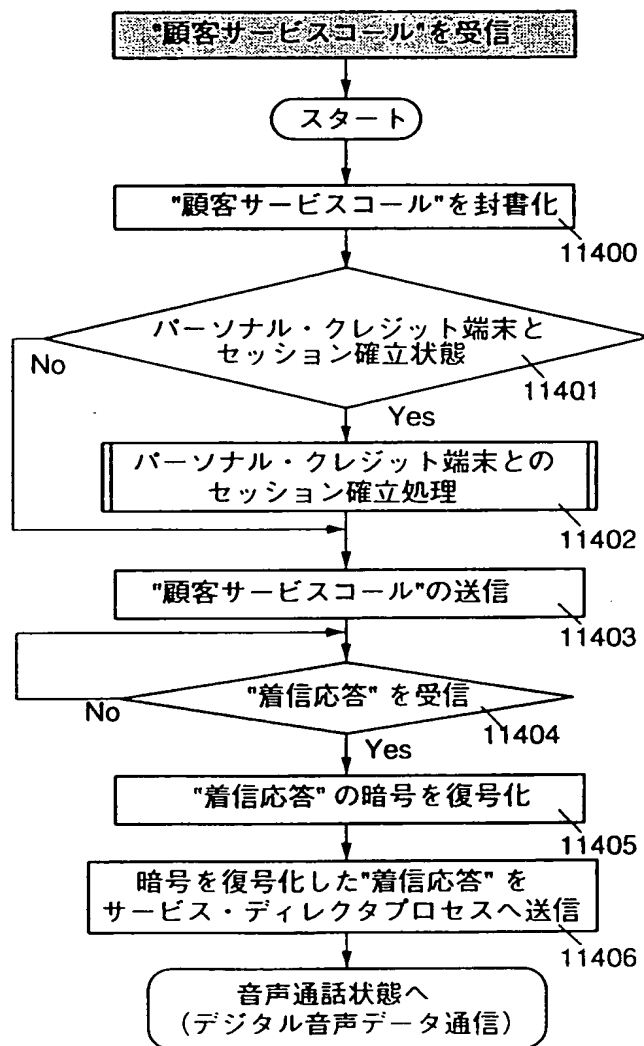 "顧客サービスコール"を受信
スタート
"顧客サービスコール"を封書化
11400
パーソナル・クレジット端末と
セッション確立状態
11401
No
Yes
パーソナル・クレジット端末との
セッション確立処理
11402
"顧客サービスコール"の送信
11403
"着信応答" を受信
11404
No
Yes
"着信応答" の暗号を復号化
11405
暗号を復号化した"着信応答" を
サービス・ディレクタプロセスへ送信
11406
音声通話状態へ
(デジタル音声データ通信)